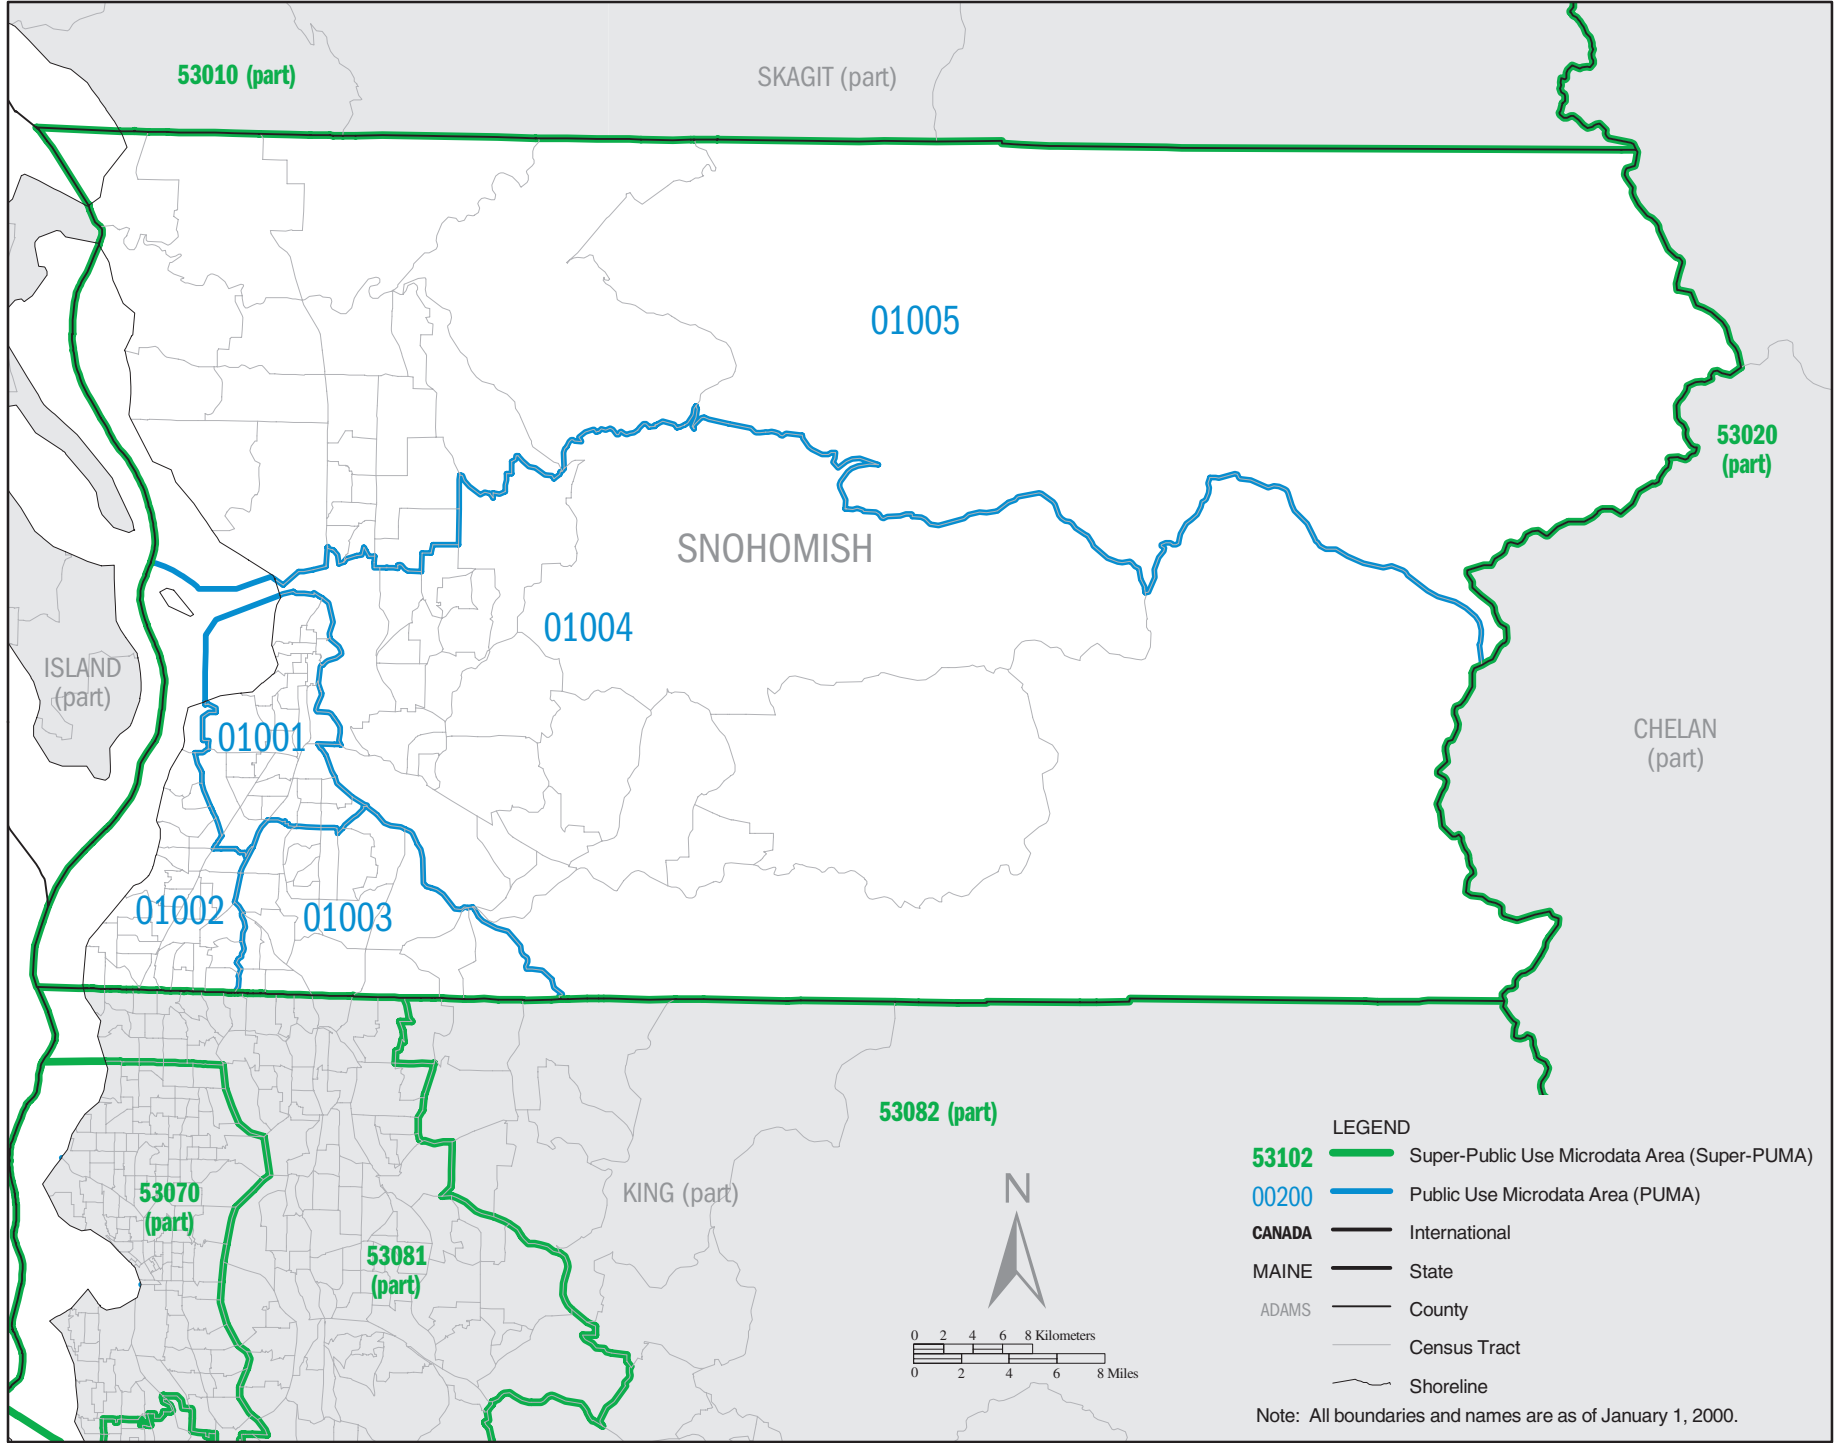 53010 (part)
SKAGIT (part)
01005
53020
(part)
SNOHOMISH
01004
ISLAND
(part)
01001
CHELAN
(part)
01002
01003
53082 (part)
53070
(part)
KING (part)
53081
(part)
N
0 2 4 6 8 Kilometers
0 2 4 6 8 Miles
LEGEND
53102 Super-Public Use Microdata Area (Super-PUMA)
00200 Public Use Microdata Area (PUMA)
CANADA International
MAINE State
ADAMS County
Census Tract
Shoreline
Note: All boundaries and names are as of January 1, 2000.